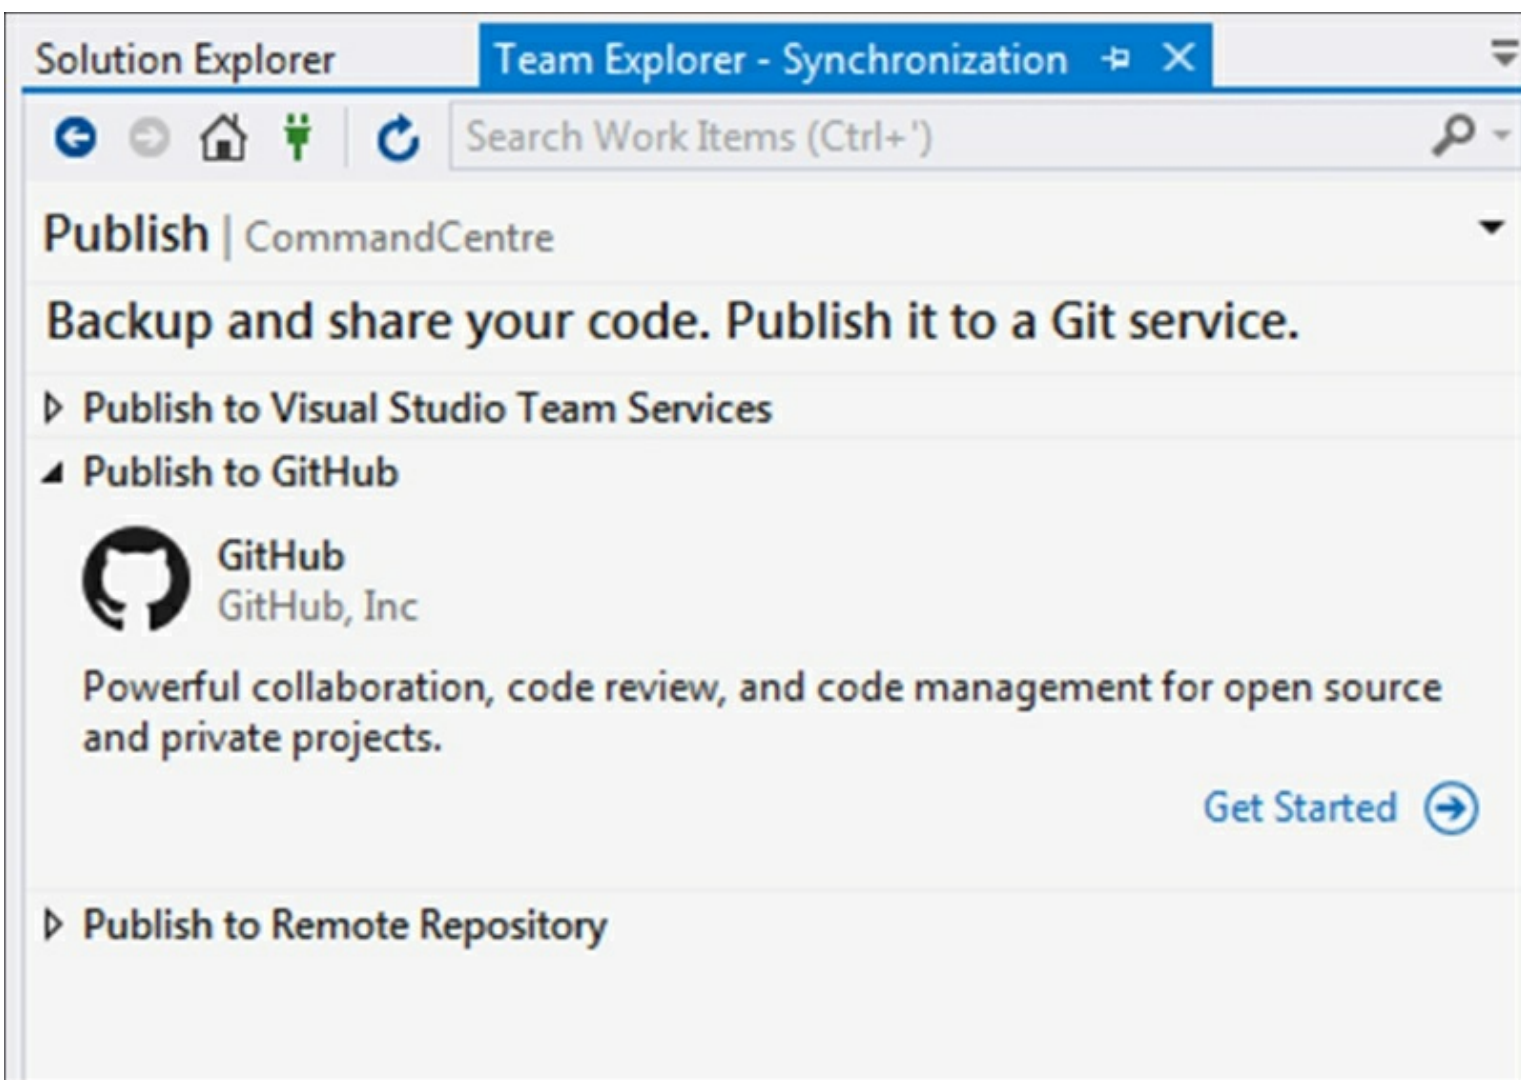 Solution Explorer
Team Explorer - Synchronization
Search Work Items (Ctrl+')
Publish | CommandCentre
Backup and share your code. Publish it to a Git service.
Publish to Visual Studio Team Services
Publish to GitHub
GitHub
GitHub, Inc
Powerful collaboration, code review, and code management for open source
and private projects.
Get Started
Publish to Remote Repository